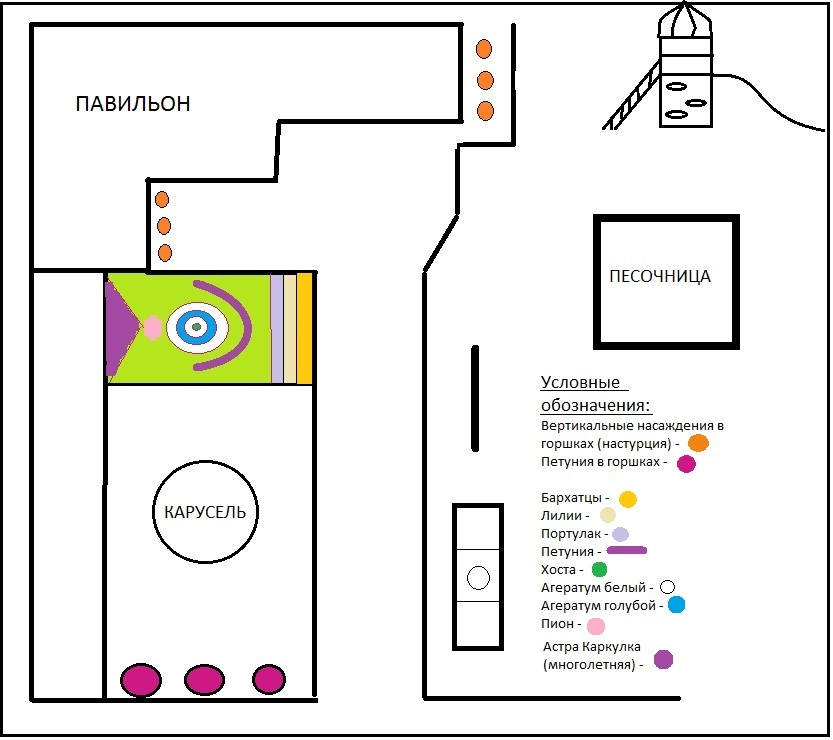 ПАВИЛЬОН
ПЕСОЧНИЦА
КАРУСЕЛЬ
Условные
обозначения:
Вертикальные насаждения в
горшках (настурция) -
Петуния в горшках -
Бархатцы -
Лилии -
Портулак -
Петуния -
Хоста -
Агератум белый -
Агератум голубой -
Пион -
Астра Каркулка
(многолетняя) -